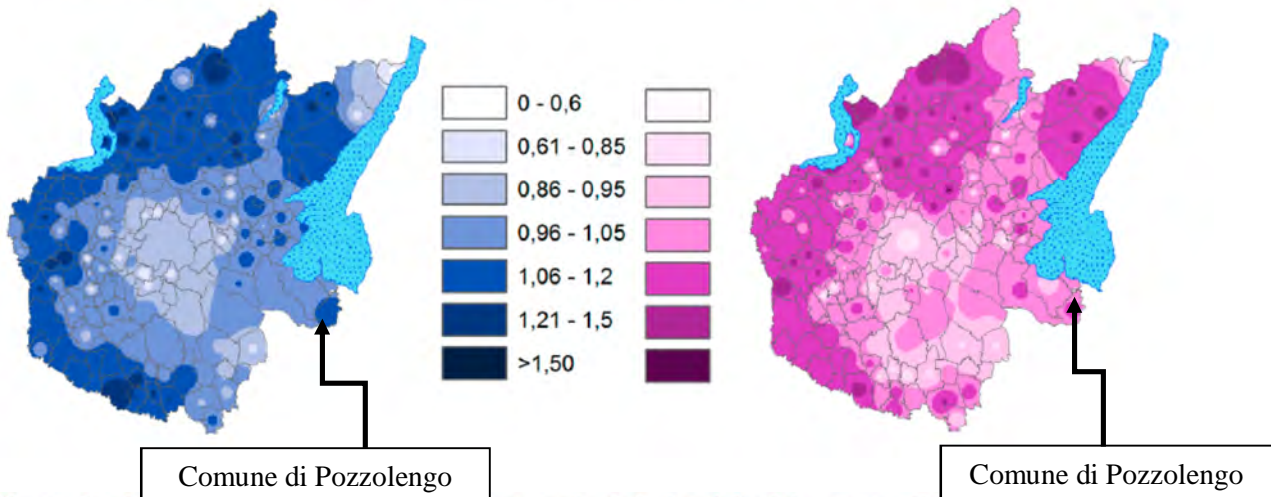 0 - 0,6
0,61 - 0,85
0,86 - 0,95
0,96 - 1,05
1,06 - 1,2
1,21 - 1,5
>1,50
Comune di Pozzolengo
Comune di Pozzolengo